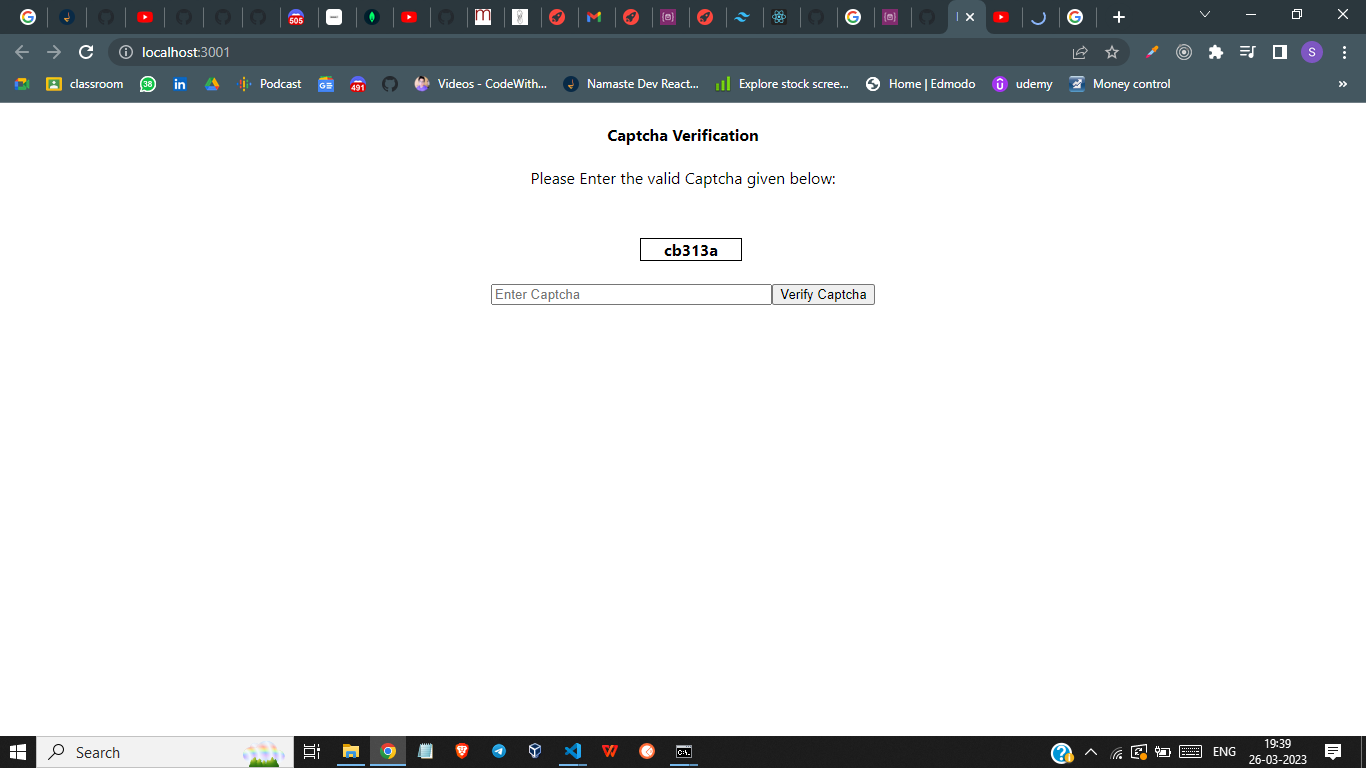 505
localhost:3001
S
classroom
38
Podcast
491
Videos - CodeWith...
Namaste Dev React...
Explore stock scree...
Home | Edmodo
udemy
Money control
»
Captcha Verification
Please Enter the valid Captcha given below:
cb313a
Enter Captcha
Verify Captcha
Search
ENG
19:39
26-03-2023